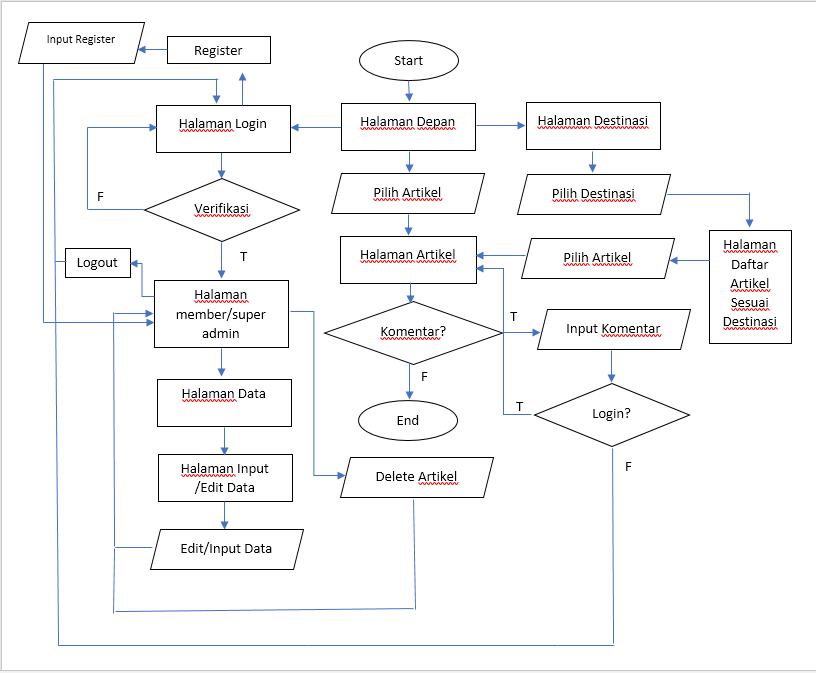 Input Register
Register
Start
Halaman Login
Halaman Depan
Halaman Destinasi
Pilih Artikel
Pilih Destinasi
F
Verifikasi
T
Logout
Halaman Artikel
Pilih Artikel
Halaman
Daftar
Artikel
Sesuai
Destinasi
Halaman
member/super
admin
Komentar?
T
Input Komentar
F
Halaman Data
End
T
Login?
Halaman Input
/Edit Data
Delete Artikel
F
Edit/Input Data